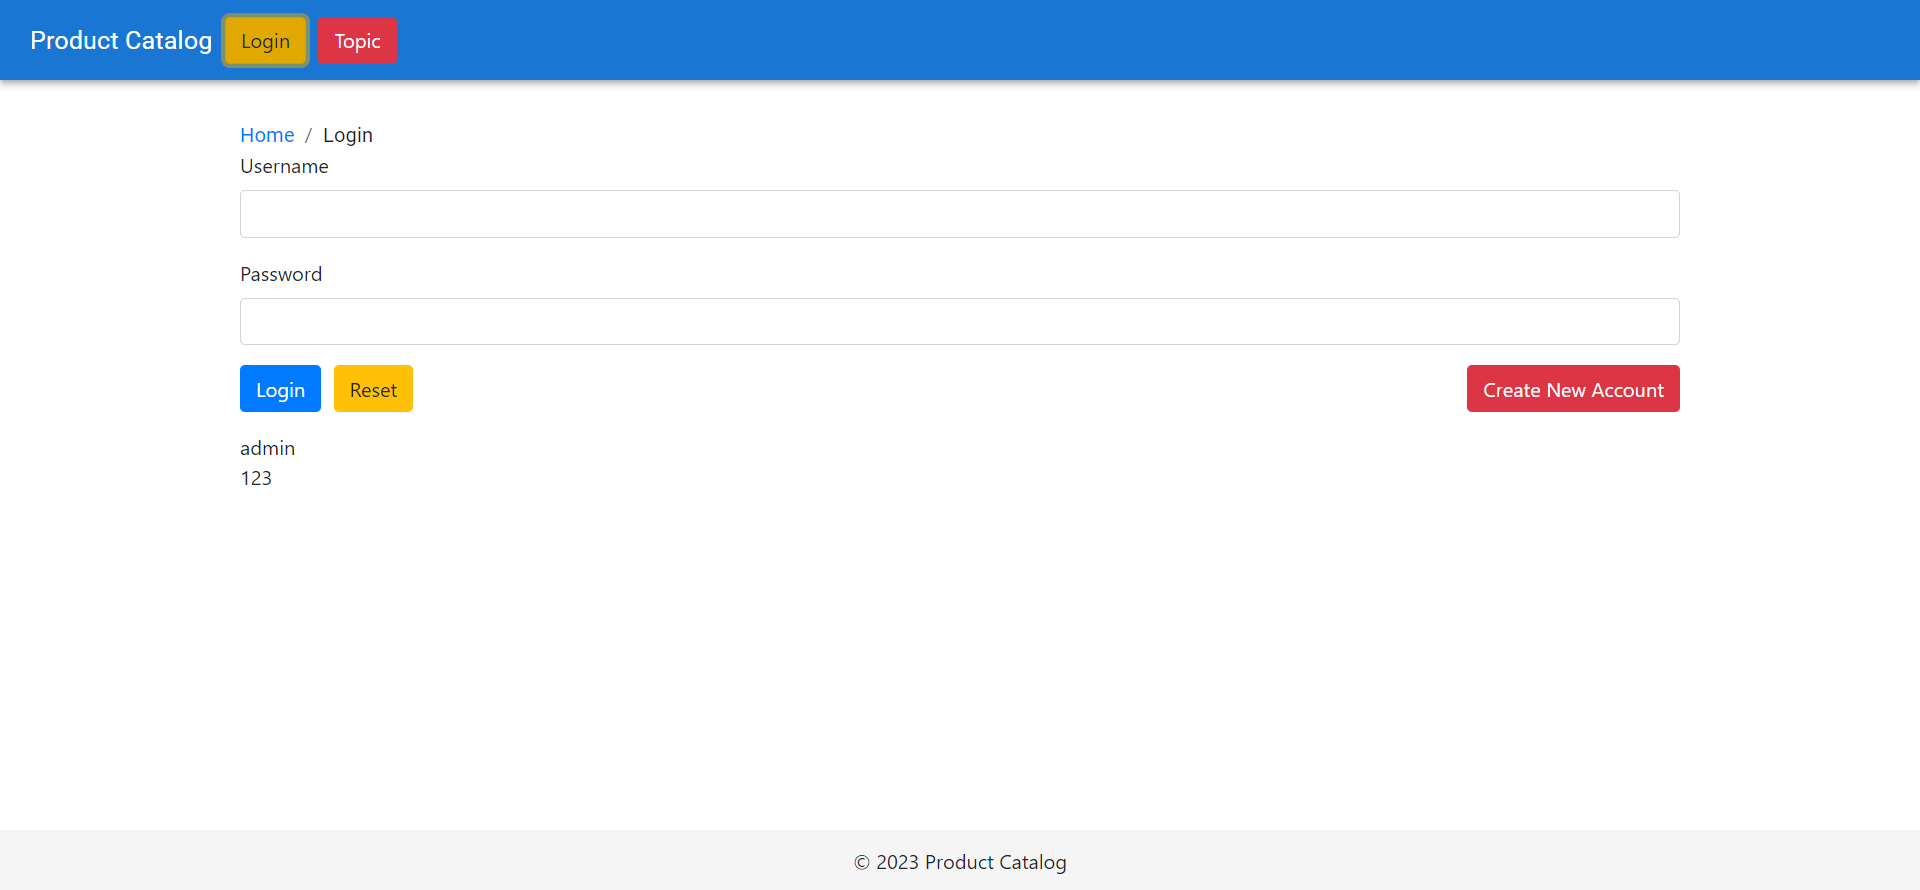 Product Catalog Login Topic
Home / Login
Username
Password
Login Reset Create New Account
admin
123
© 2023 Product Catalog